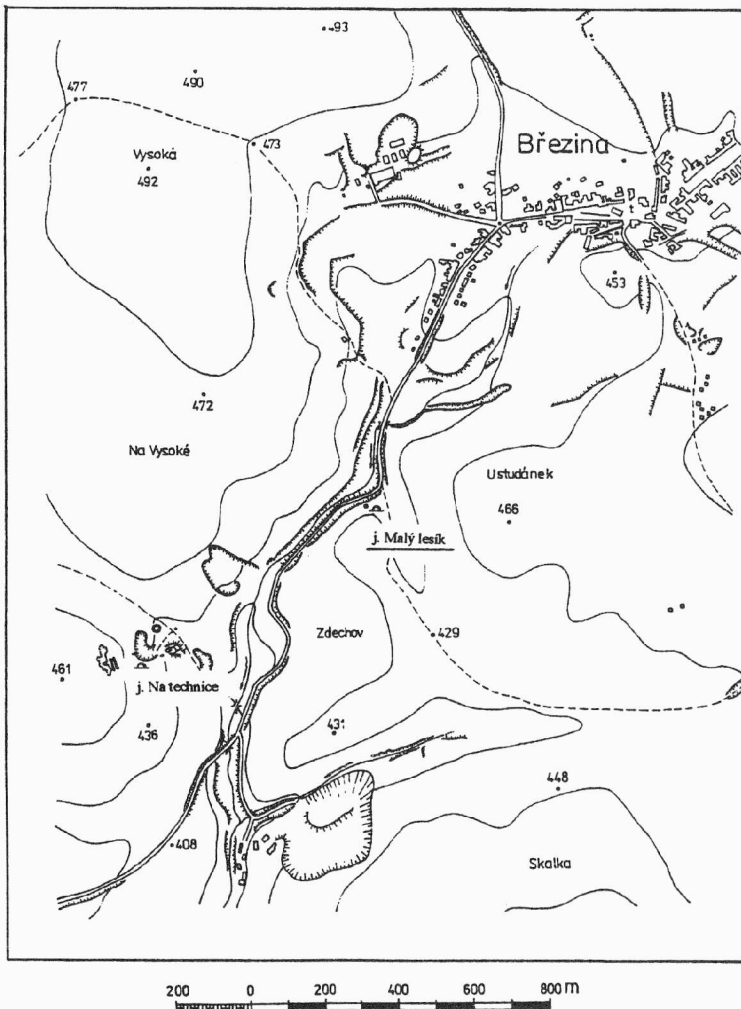 493
490
477
473
Vysoká
492
Březina
453
472
Na Vysoké
Ustudánek
466
j. Malý lesík
Zdechov
429
461
j. Na technice
436
431
448
408
Skalka
200 0 200 400 600 800 m